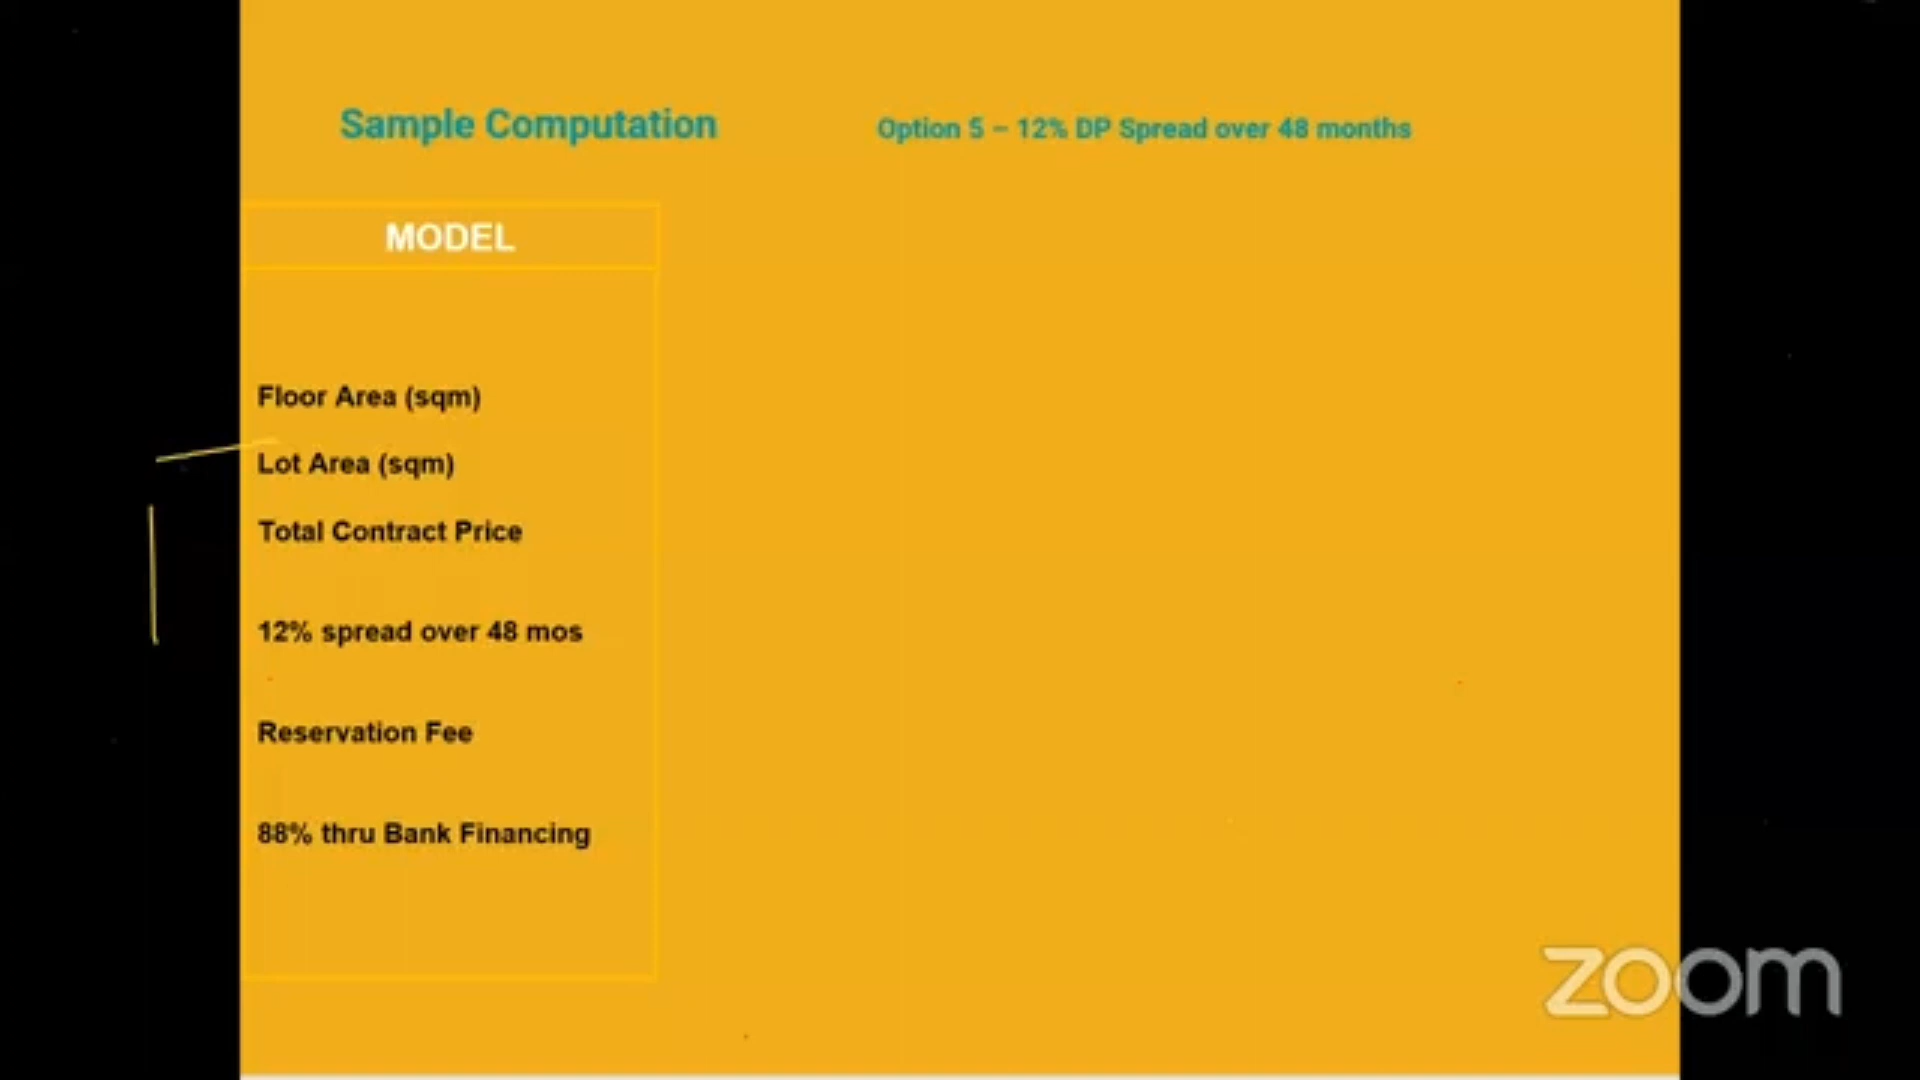 Sample Computation
Option 5 – 12% DP Spread over 48 months
MODEL
Floor Area (sqm)
Lot Area (sqm)
Total Contract Price
12% spread over 48 mos
Reservation Fee
88% thru Bank Financing
zoom